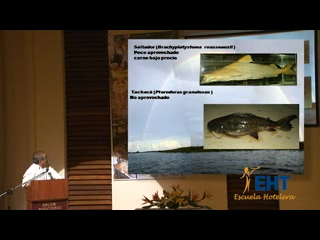 Saltador (Brachyplatystoma rousseauxii)
Poco aprovechado
carne bajo precio
Tachacá (Pterodoras granulosus)
No aprovechado
EHT
Escuela Hotelera